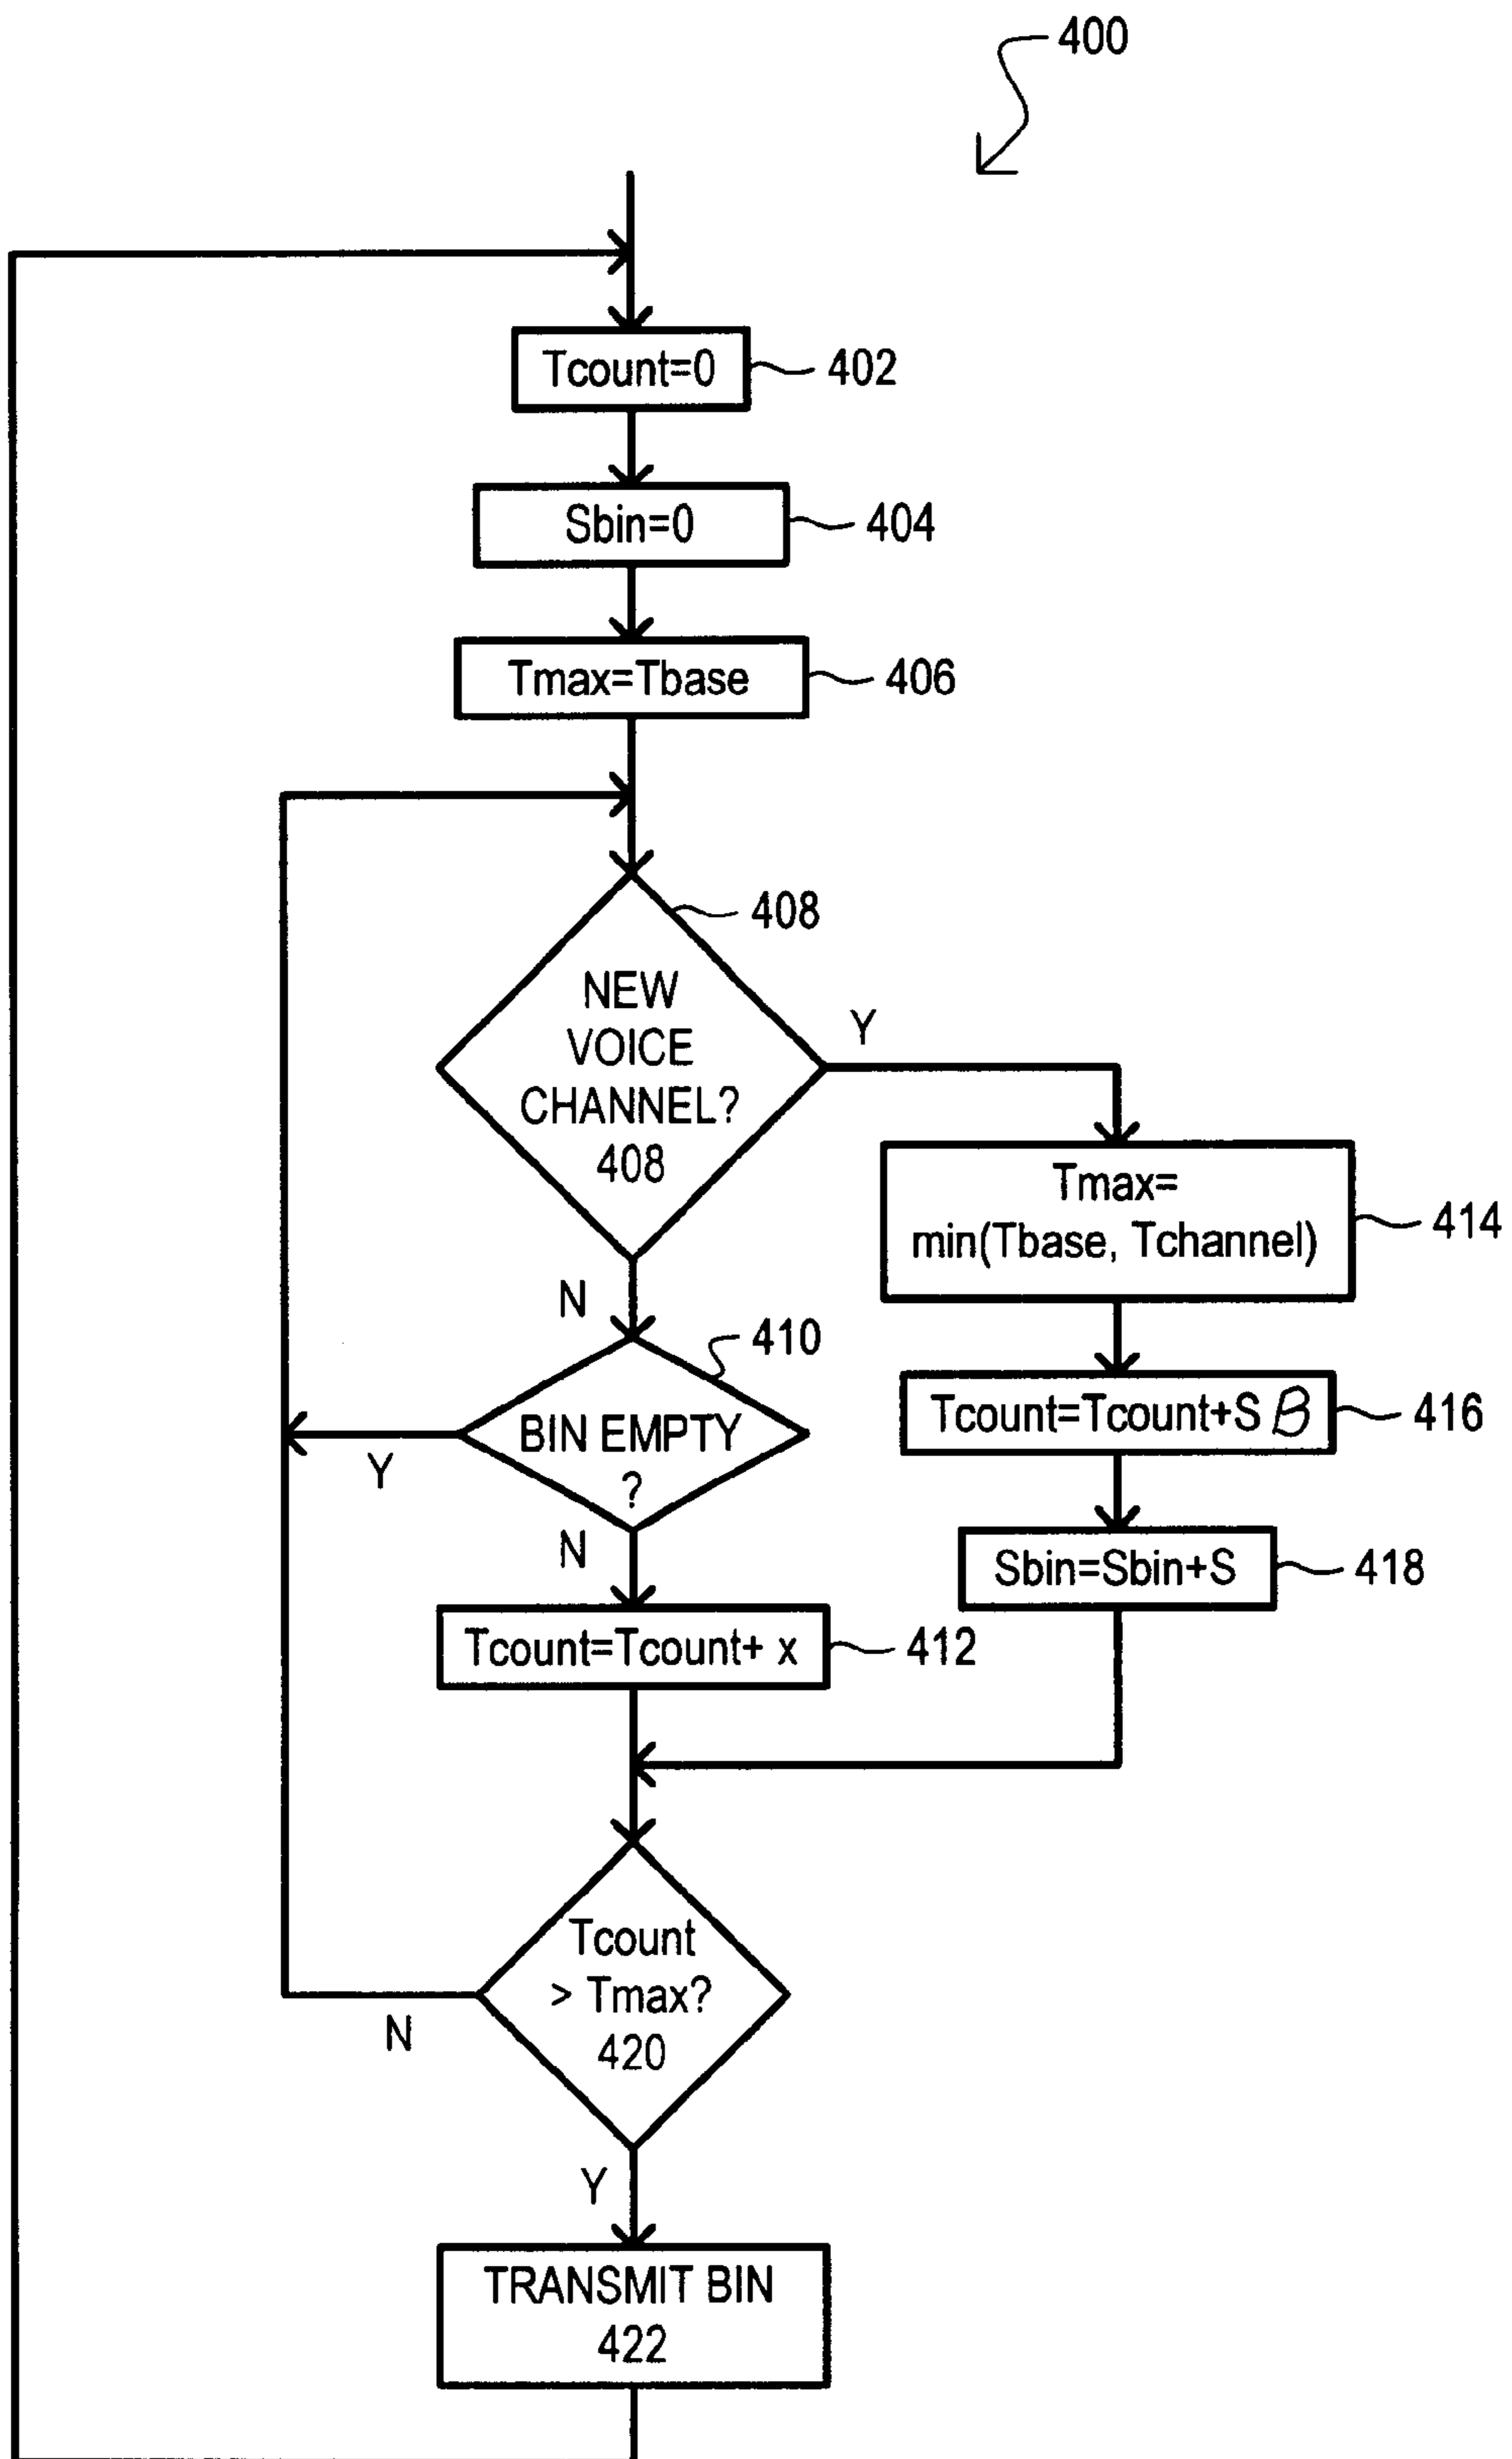 400
Tcount=0
402
Sbin=0
404
Tmax=Tbase
406
408
NEW
VOICE
CHANNEL?
408
Y
Tmax=
min(Tbase, Tchannel)
414
N
410
BIN EMPTY
?
Y
Tcount=Tcount+S β
416
N
Sbin=Sbin+S
418
Tcount=Tcount+ x
412
Tcount
> Tmax?
420
N
Y
TRANSMIT BIN
422